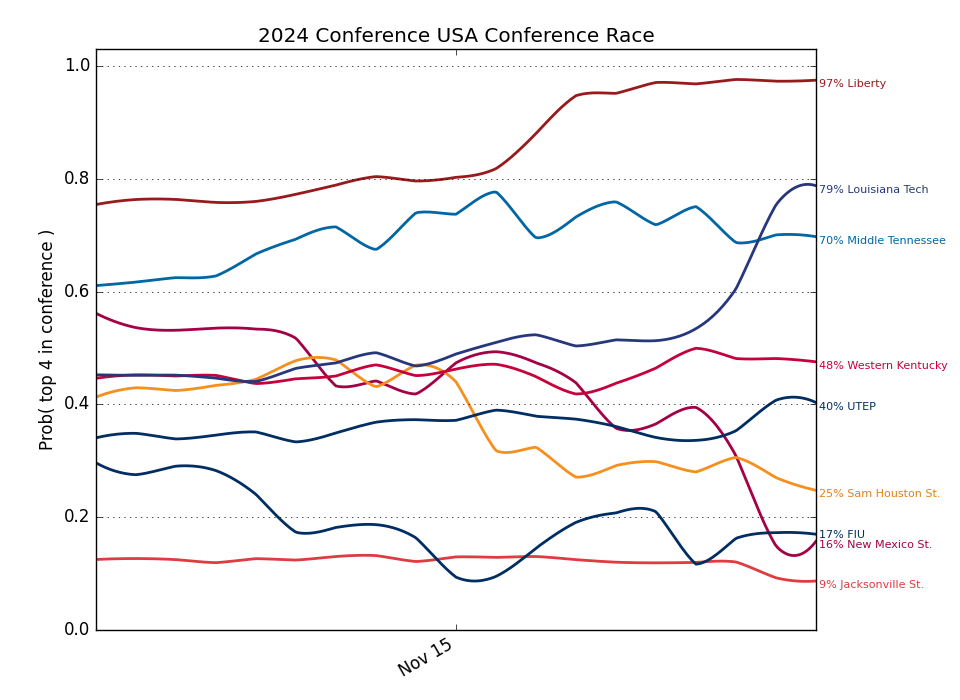 2024 Conference USA Conference Race
Prob( top 4 in conference )
1.0
0.8
0.6
0.4
0.2
0.0
Nov 15
97% Liberty
79% Louisiana Tech
70% Middle Tennessee
48% Western Kentucky
40% UTEP
25% Sam Houston St.
17% FIU
16% New Mexico St.
9% Jacksonville St.